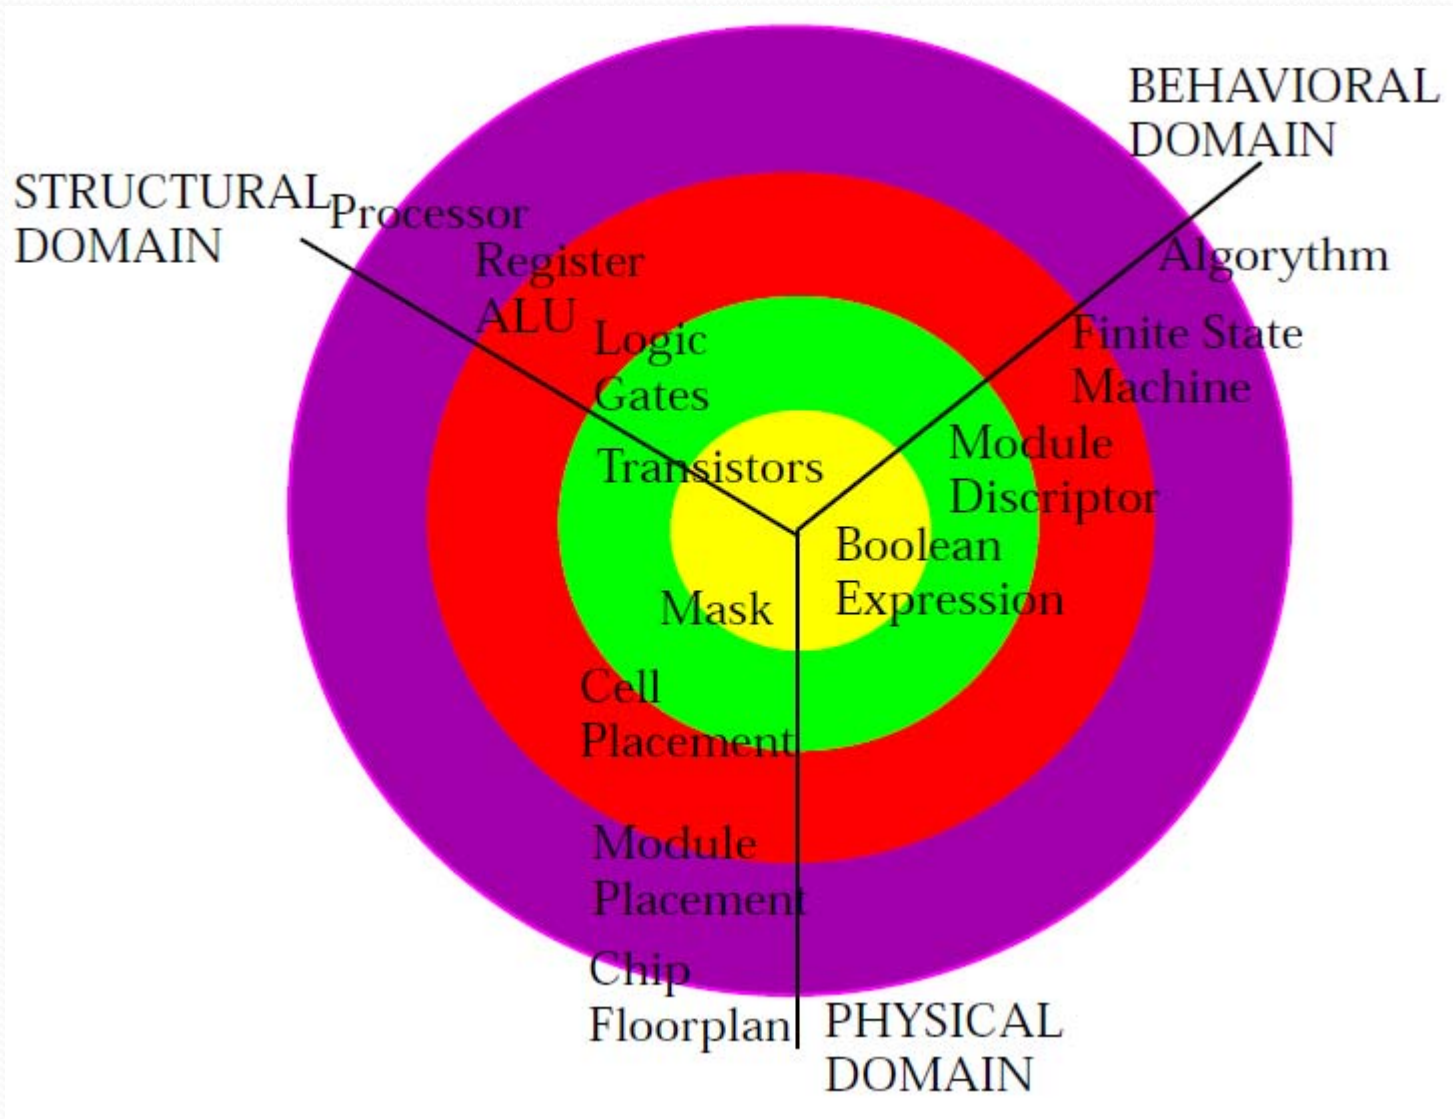 BEHAVIORAL
DOMAIN
STRUCTURAL
DOMAIN
Processor
Register
ALU
Logic
Gates
Transistors
Algorythm
Finite State
Machine
Module
Discriptor
Boolean
Expression
Mask
Cell
Placement
Module
Placement
Chip
Floorplan
PHYSICAL
DOMAIN